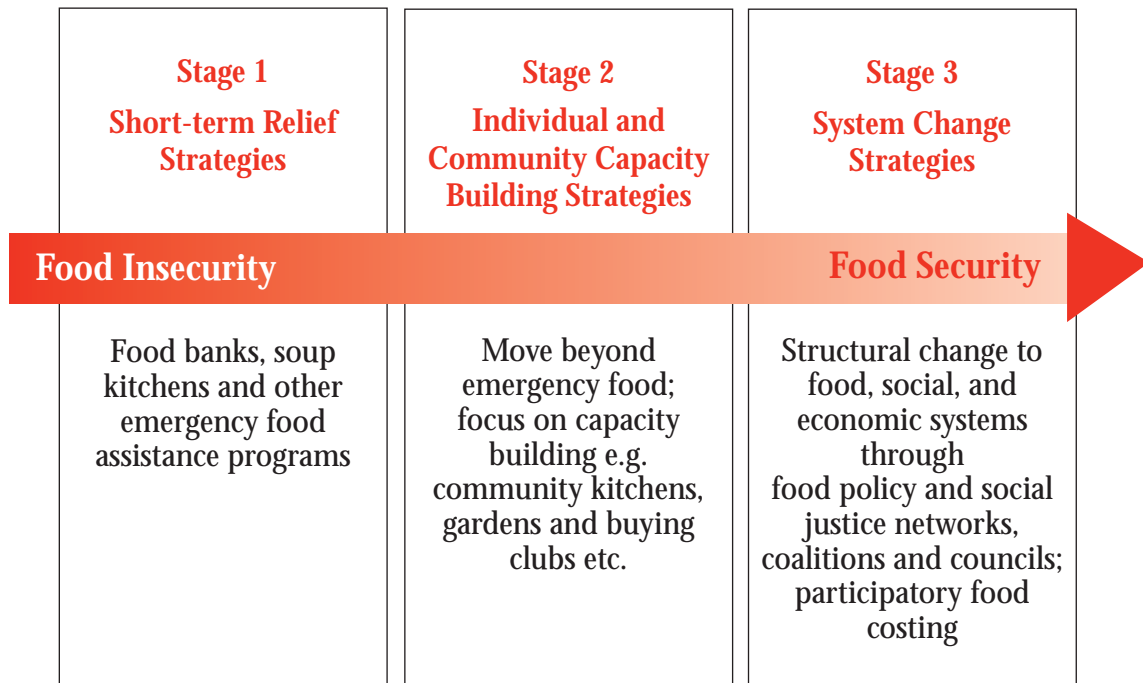 Stage 1
Short-term Relief
Strategies
Stage 2
Individual and
Community Capacity
Building Strategies
Stage 3
System Change
Strategies
Food Insecurity
Food Security
Food banks, soup
kitchens and other
emergency food
assistance programs
Move beyond
emergency food;
focus on capacity
building e.g.
community kitchens,
gardens and buying
clubs etc.
Structural change to
food, social, and
economic systems
through
food policy and social
justice networks,
coalitions and councils;
participatory food
costing